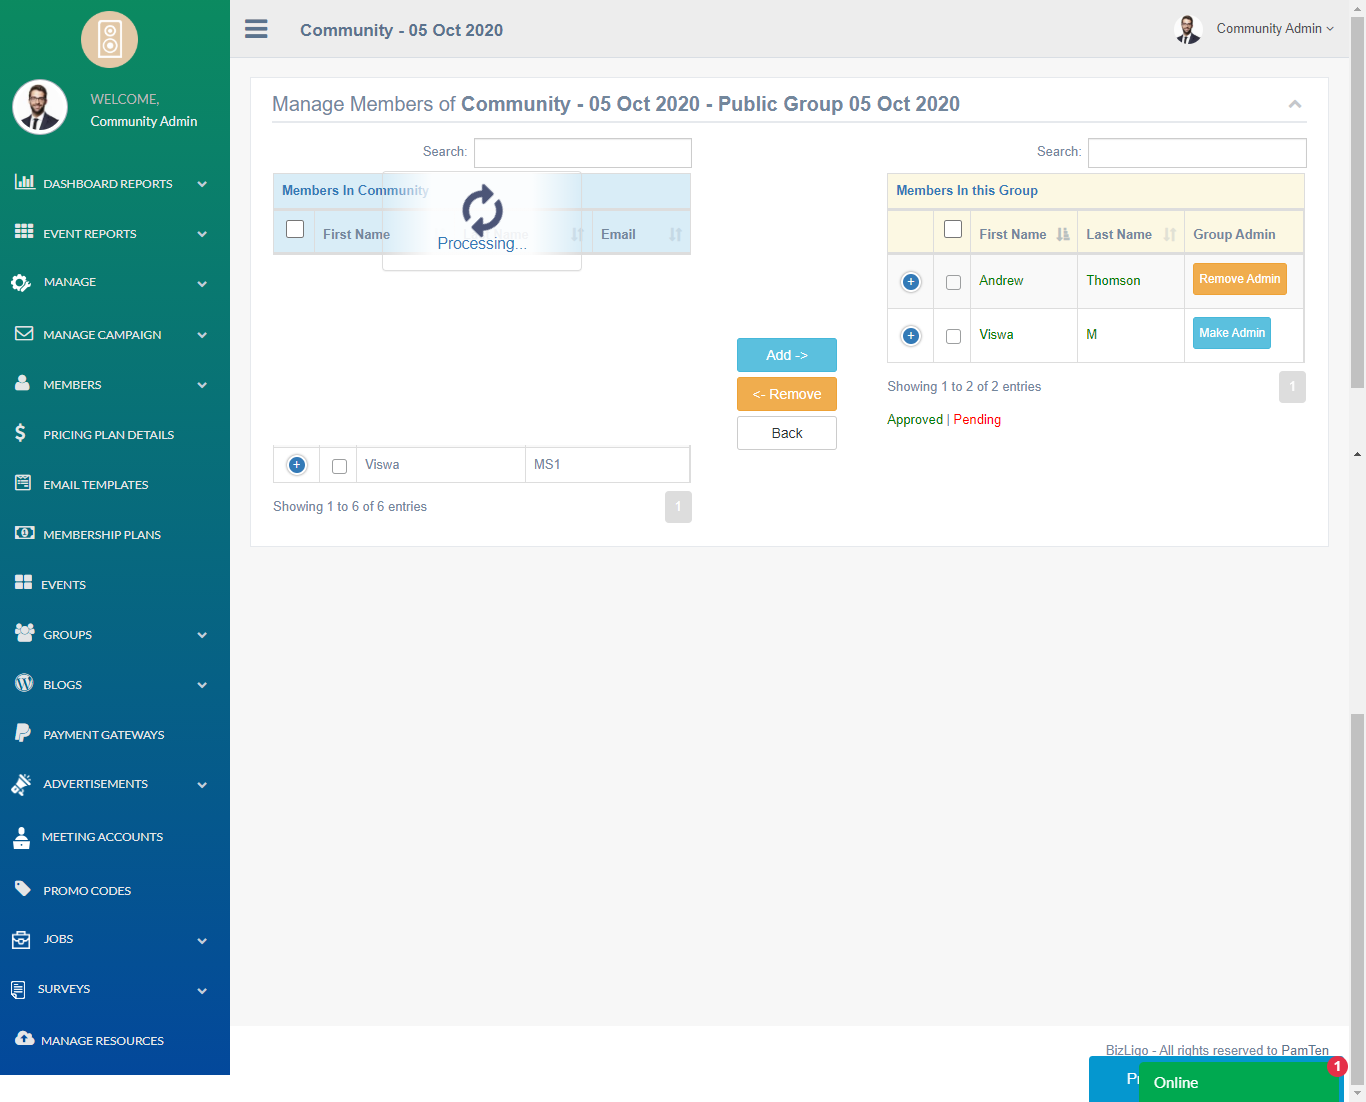 Community - 05 Oct 2020
Community Admin
WELCOME,
Community Admin
DASHBOARD REPORTS
EVENT REPORTS
MANAGE
MANAGE CAMPAIGN
MEMBERS
PRICING PLAN DETAILS
EMAIL TEMPLATES
MEMBERSHIP PLANS
EVENTS
GROUPS
BLOGS
PAYMENT GATEWAYS
ADVERTISEMENTS
MEETING ACCOUNTS
PROMO CODES
JOBS
SURVEYS
MANAGE RESOURCES
Manage Members of Community - 05 Oct 2020 - Public Group 05 Oct 2020
Search:
Members In Community
First Name Last Name Email
Processing...
Viswa MS1
Showing 1 to 6 of 6 entries 1
Add ->
<- Remove
Back
Search:
Members In this Group
First Name Last Name Group Admin
Andrew Thomson Remove Admin
Viswa M Make Admin
Showing 1 to 2 of 2 entries 1
Approved | Pending
BizLigo - All rights reserved to PamTen
Online
1